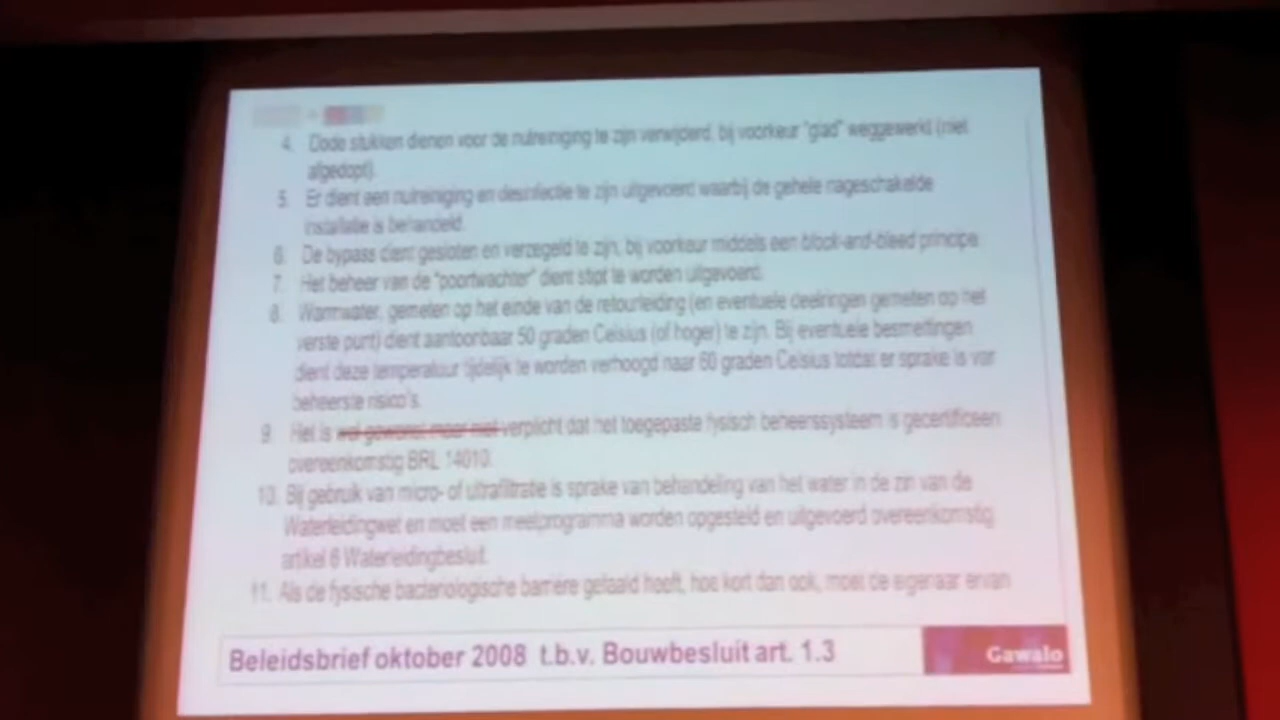 4. Dode stukken dienen voor de nulreiniging te zijn verwijderd, bij voorkeur "glad" weggewerkt (niet
afgedopt).
5. Er dient een nulreiniging en desinfectie te zijn uitgevoerd waarbij de gehele nageschakelde
installatie is behandeld.
6. De bypass dient gesloten en verzegeld te zijn, bij voorkeur middels een block-and-bleed principe.
7. Het beheer van de "poortwachter" dient stipt te worden uitgevoerd.
8. Warmwater, gemeten op het einde van de retourleiding (en eventuele deelringen gemeten op het
verste punt) dient aantoonbaar 50 graden Celsius (of hoger) te zijn. Bij eventuele besmettingen
dient deze temperatuur tijdelijk te worden verhoogd naar 60 graden Celsius totdat er sprake is van
beheerste risico's.
9. Het is wel gewenst maar niet verplicht dat het toegepaste fysisch beheerssysteem is gecertificeerd
overeenkomstig BRL 14010.
10. Bij gebruik van micro- of ultrafiltratie is sprake van behandeling van het water in de zin van de
Waterleidingwet en moet een meetprogramma worden opgesteld en uitgevoerd overeenkomstig
artikel 6 Waterleidingbesluit.
11. Als de fysische bacteriologische barrière gefaald heeft, hoe kort dan ook, moet de eigenaar ervan
Beleidsbrief oktober 2008 t.b.v. Bouwbesluit art. 1.3
Gawalo